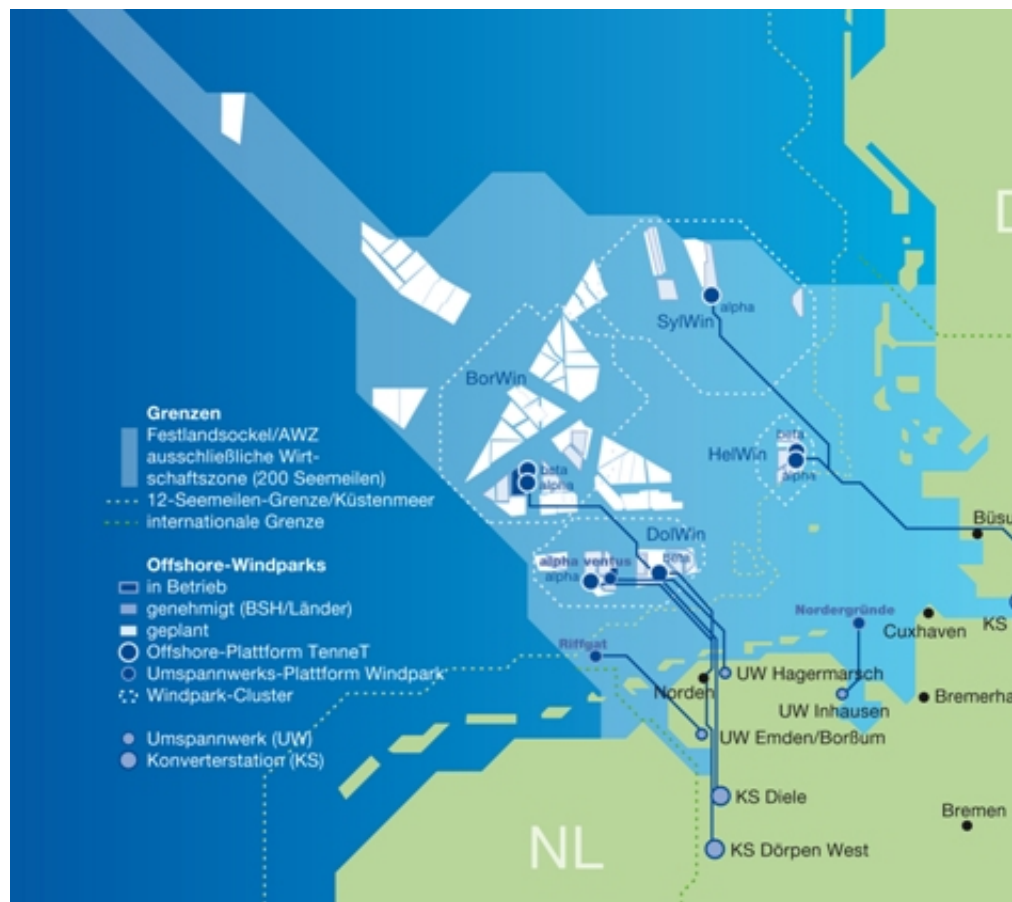 D
alpha
SylWin
BorWin
beta
HelWin
alpha
beta
alpha
Grenzen
Festlandsockel/AWZ
ausschließliche Wirt-
schaftszone (200 Seemeilen)
12-Seemeilen-Grenze/Küstenmeer
internationale Grenze
Offshore-Windparks
in Betrieb
genehmigt (BSH/Länder)
geplant
Offshore-Plattform TenneT
Umspannwerks-Plattform Windpark
Windpark-Cluster
Umspannwerk (UW)
Konverterstation (KS)
DolWin
alpha ventus
beta
alpha
Büsu
Nordergründe
Cuxhaven
KS
Riffgat
Norden
UW Hagermarsch
UW Inhausen
Bremerha
UW Emden/Borßum
KS Diele
Bremen
NL
KS Dörpen West